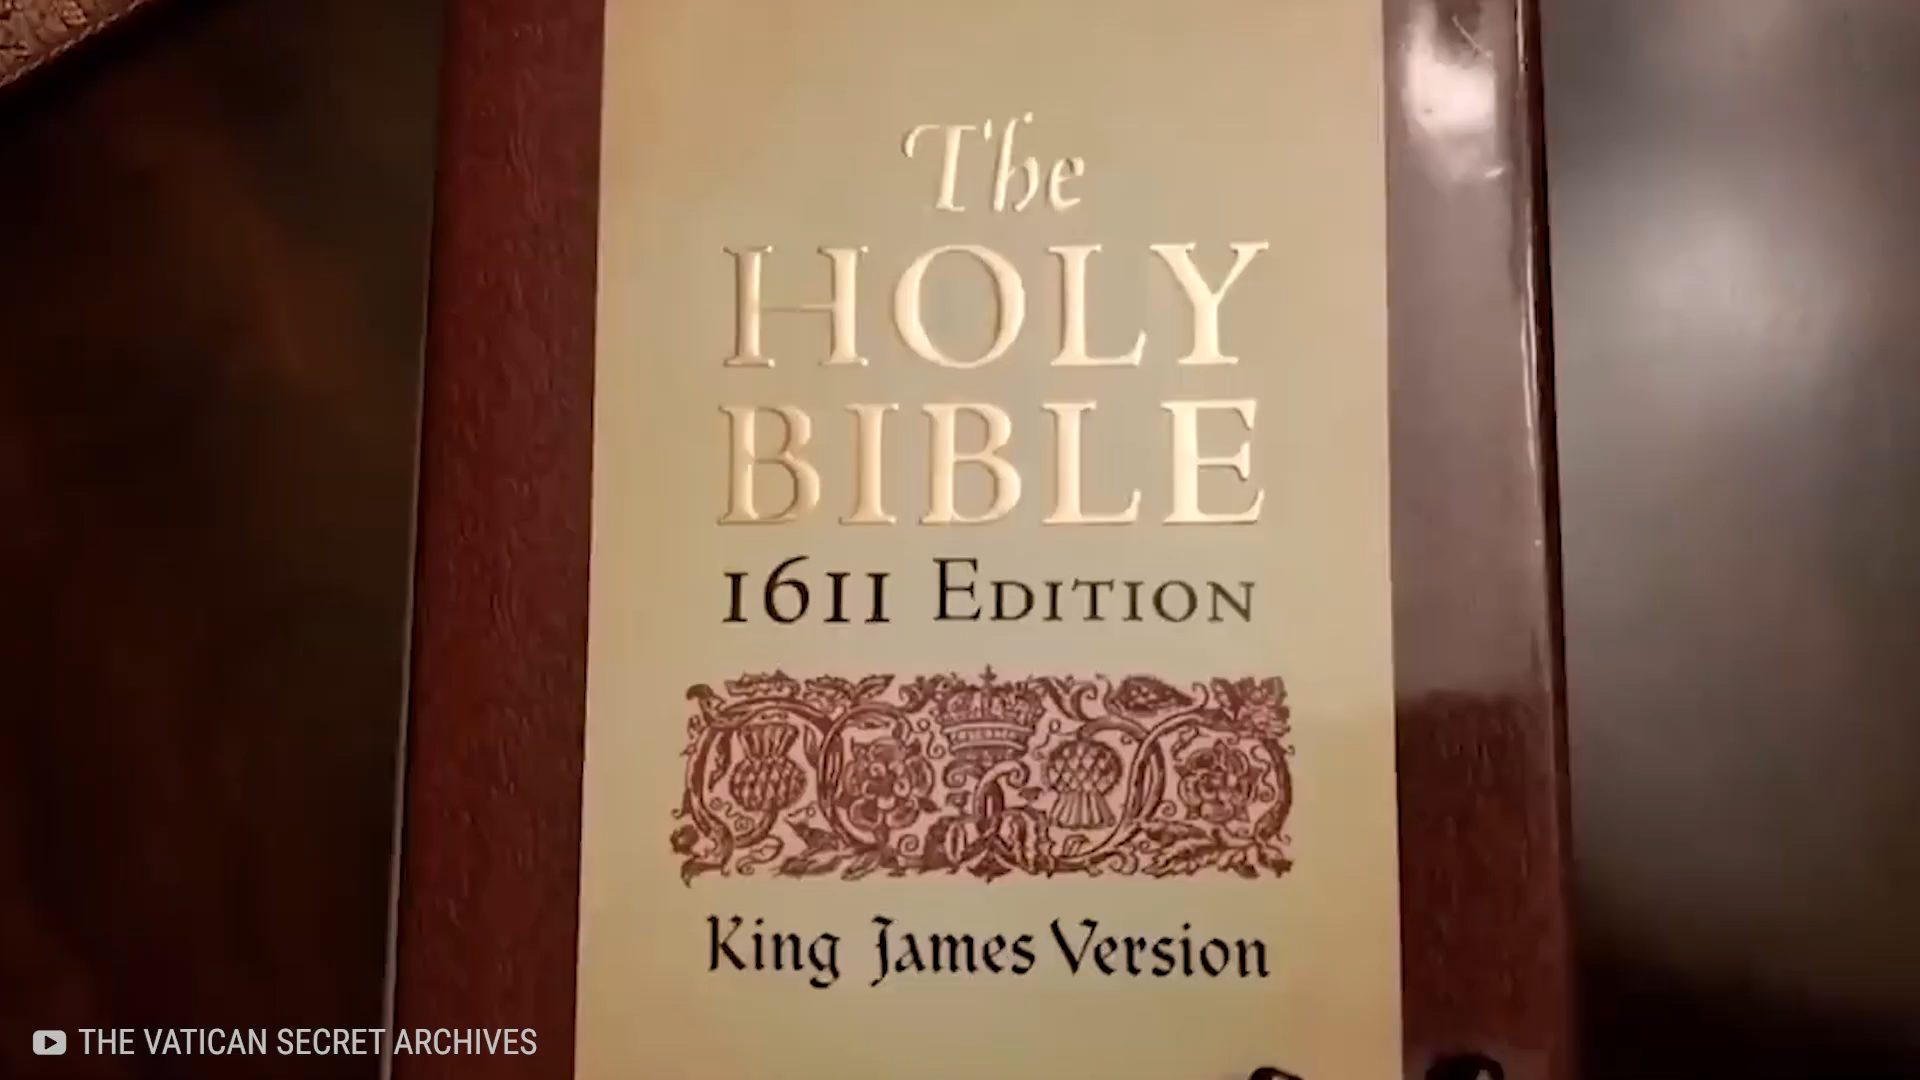 The
HOLY
BIBLE
1611 EDITION
King James Version
THE VATICAN SECRET ARCHIVES